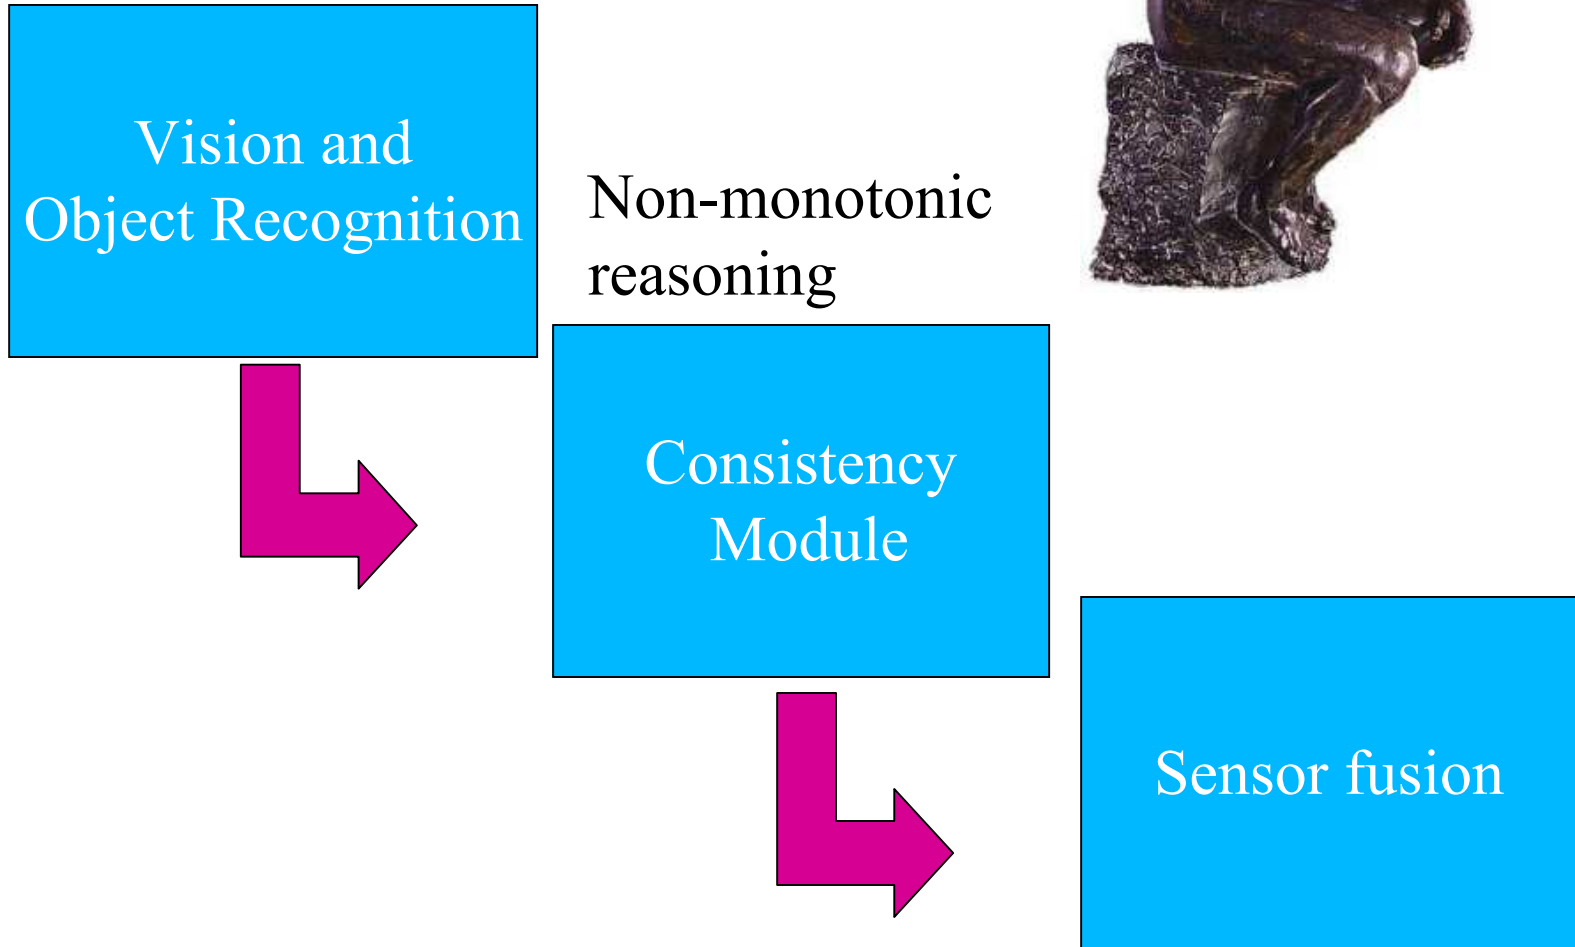 Vision and
Object Recognition
Non-monotonic
reasoning
Consistency
Module
Sensor fusion